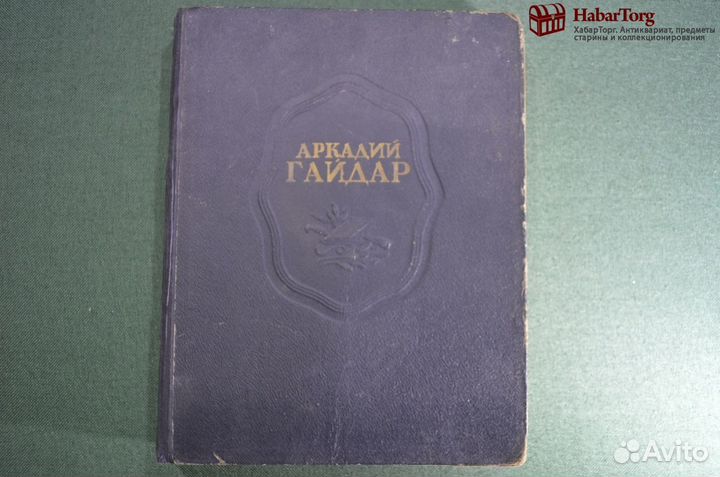 HabarTorg
ХабарТорг. Антиквариат, предметы
старины и коллекционирования
АРКАДИЙ
ГАЙДАР
Avito